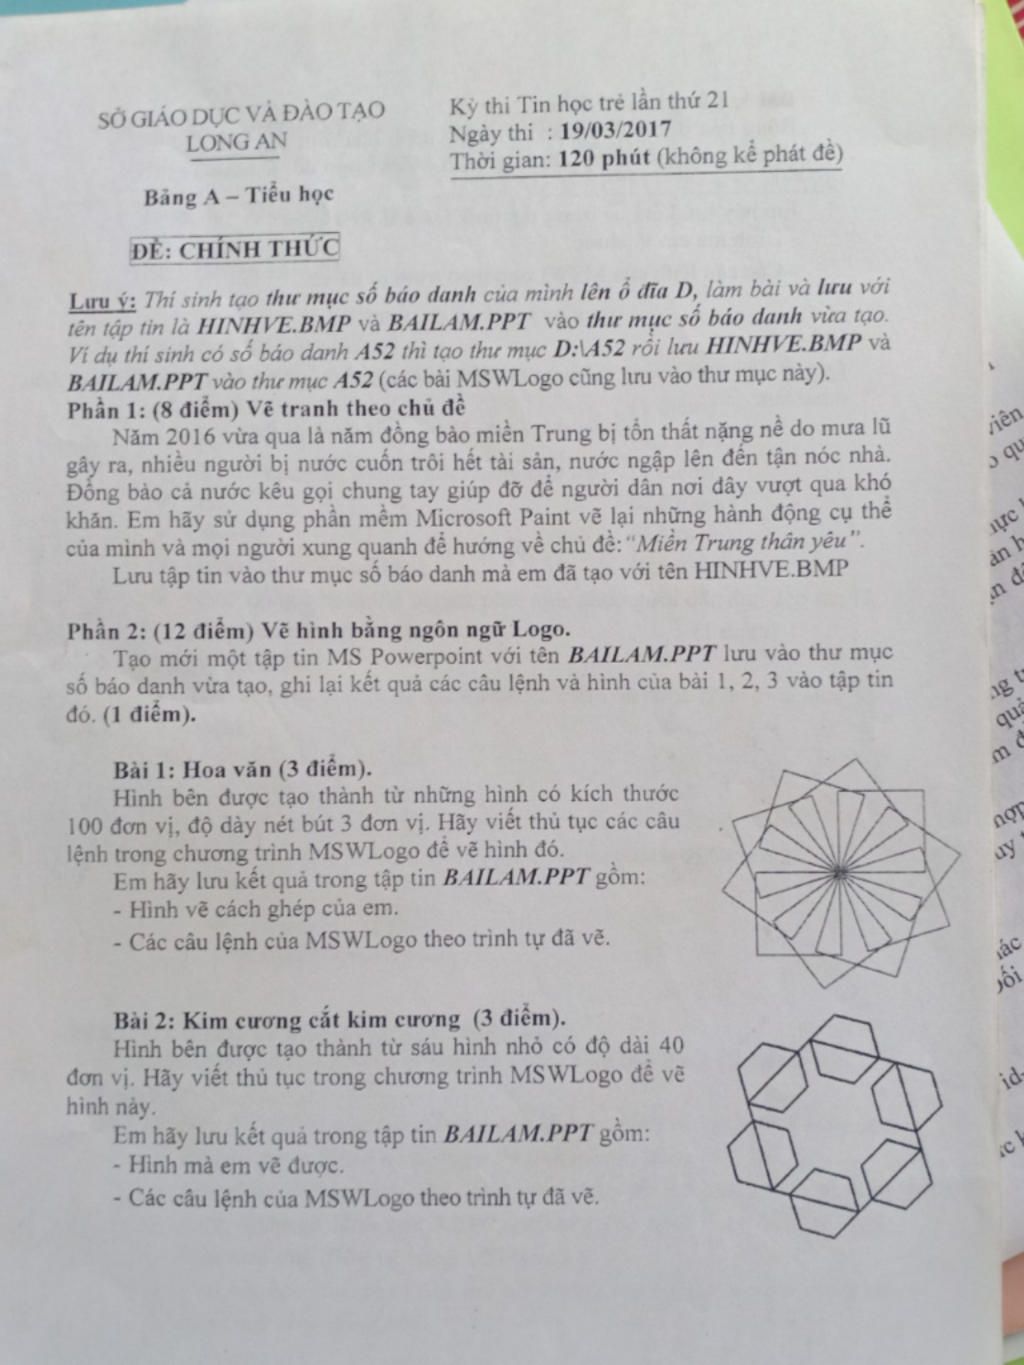 SỞ GIÁO DỤC VÀ ĐÀO TẠO
LONG AN
Bảng A – Tiểu học
ĐỀ: CHÍNH THỨC
Kỳ thi Tin học trẻ lần thứ 21
Ngày thi : 19/03/2017
Thời gian: 120 phút (không kể phát đề)
Lưu ý: Thí sinh tạo thư mục số báo danh của mình lên ổ đĩa D, làm bài và lưu với
tên tập tin là HINHVE.BMP và BAILAM.PPT vào thư mục số báo danh vừa tạo.
Ví dụ thí sinh có số báo danh A52 thì tạo thư mục D:\A52 rồi lưu HINHVE.BMP và
BAILAM.PPT vào thư mục A52 (các bài MSWLogo cũng lưu vào thư mục này).
Phần 1: (8 điểm) Vẽ tranh theo chủ đề
Năm 2016 vừa qua là năm đồng bào miền Trung bị tổn thất nặng nề do mưa lũ
gây ra, nhiều người bị nước cuốn trôi hết tài sản, nước ngập lên đến tận nóc nhà.
Đồng bào cả nước kêu gọi chung tay giúp đỡ để người dân nơi đây vượt qua khó
khăn. Em hãy sử dụng phần mềm Microsoft Paint vẽ lại những hành động cụ thể
của mình và mọi người xung quanh để hướng về chủ đề: “Miền Trung thân yêu”.
Lưu tập tin vào thư mục số báo danh mà em đã tạo với tên HINHVE.BMP
Phần 2: (12 điểm) Vẽ hình bằng ngôn ngữ Logo.
Tạo mới một tập tin MS Powerpoint với tên BAILAM.PPT lưu vào thư mục
số báo danh vừa tạo, ghi lại kết quả các câu lệnh và hình của bài 1, 2, 3 vào tập tin
đó. (1 điểm).
Bài 1: Hoa văn (3 điểm).
Hình bên được tạo thành từ những hình có kích thước
100 đơn vị, độ dày nét bút 3 đơn vị. Hãy viết thủ tục các câu
lệnh trong chương trình MSWLogo để vẽ hình đó.
Em hãy lưu kết quả trong tập tin BAILAM.PPT gồm:
- Hình vẽ cách ghép của em.
- Các câu lệnh của MSWLogo theo trình tự đã vẽ.
Bài 2: Kim cương cắt kim cương (3 điểm).
Hình bên được tạo thành từ sáu hình nhỏ có độ dài 40
đơn vị. Hãy viết thủ tục trong chương trình MSWLogo để vẽ
hình này.
Em hãy lưu kết quả trong tập tin BAILAM.PPT gồm:
- Hình mà em vẽ được.
- Các câu lệnh của MSWLogo theo trình tự đã vẽ.